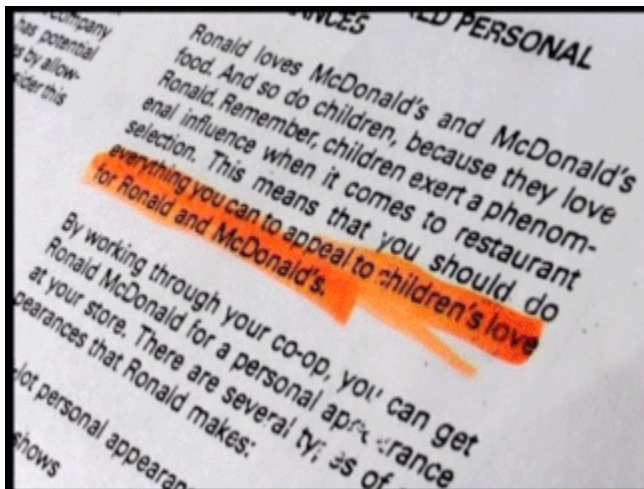 Company
has potential
s by allow-
sider this
ED PERSONAL
ANCES
Ronald loves McDonald's and McDonald's
food. And so do children, because they love
Ronald. Remember, children exert a phenom-
enal influence when it comes to restaurant
selection. This means that you should do
everything you can to appeal to children's love
for Ronald and McDonald's.
By working through your co-op, you can get
Ronald McDonald for a personal appearance
at your store. There are several types of
pearances that Ronald makes:
-lot personal appearan
shows